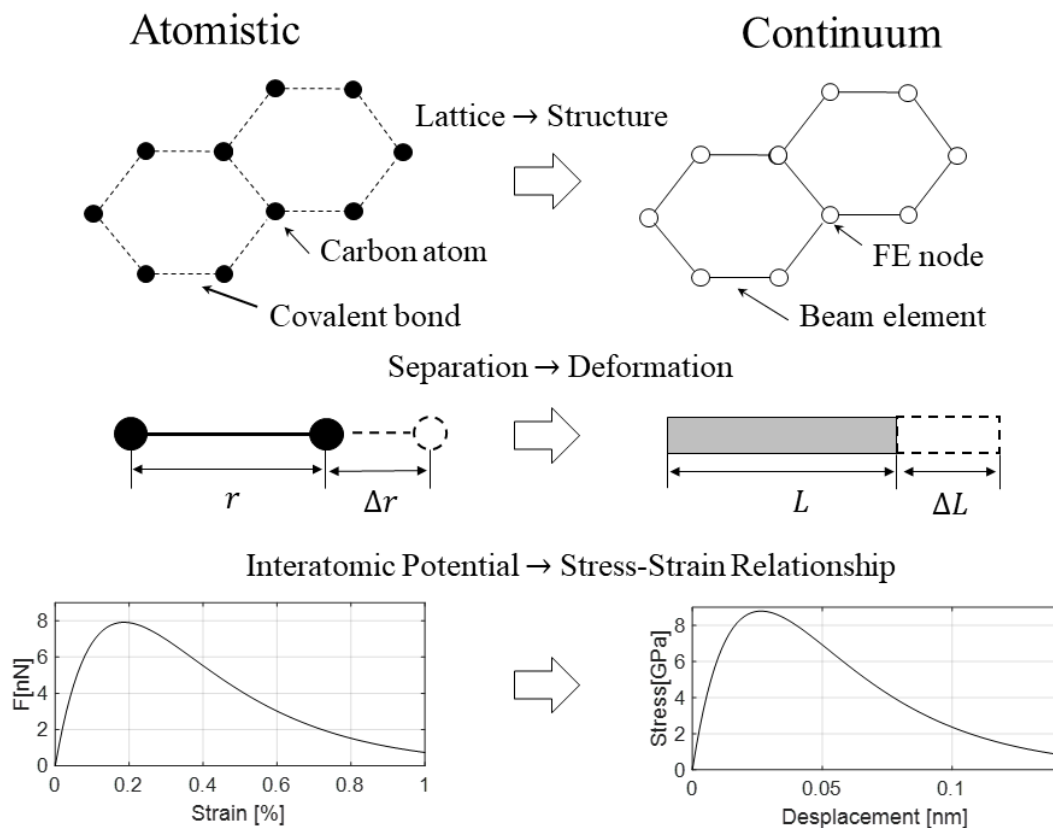 Atomistic
Continuum
Lattice → Structure
Carbon atom
Covalent bond
FE node
Beam element
Separation → Deformation
r
Δr
L
ΔL
Interatomic Potential → Stress-Strain Relationship
F[nN]
8
6
4
2
0
0 0.2 0.4 0.6 0.8 1
Strain [%]
Stress[GPa]
8
6
4
2
0
0 0.05 0.1
Desplacement [nm]